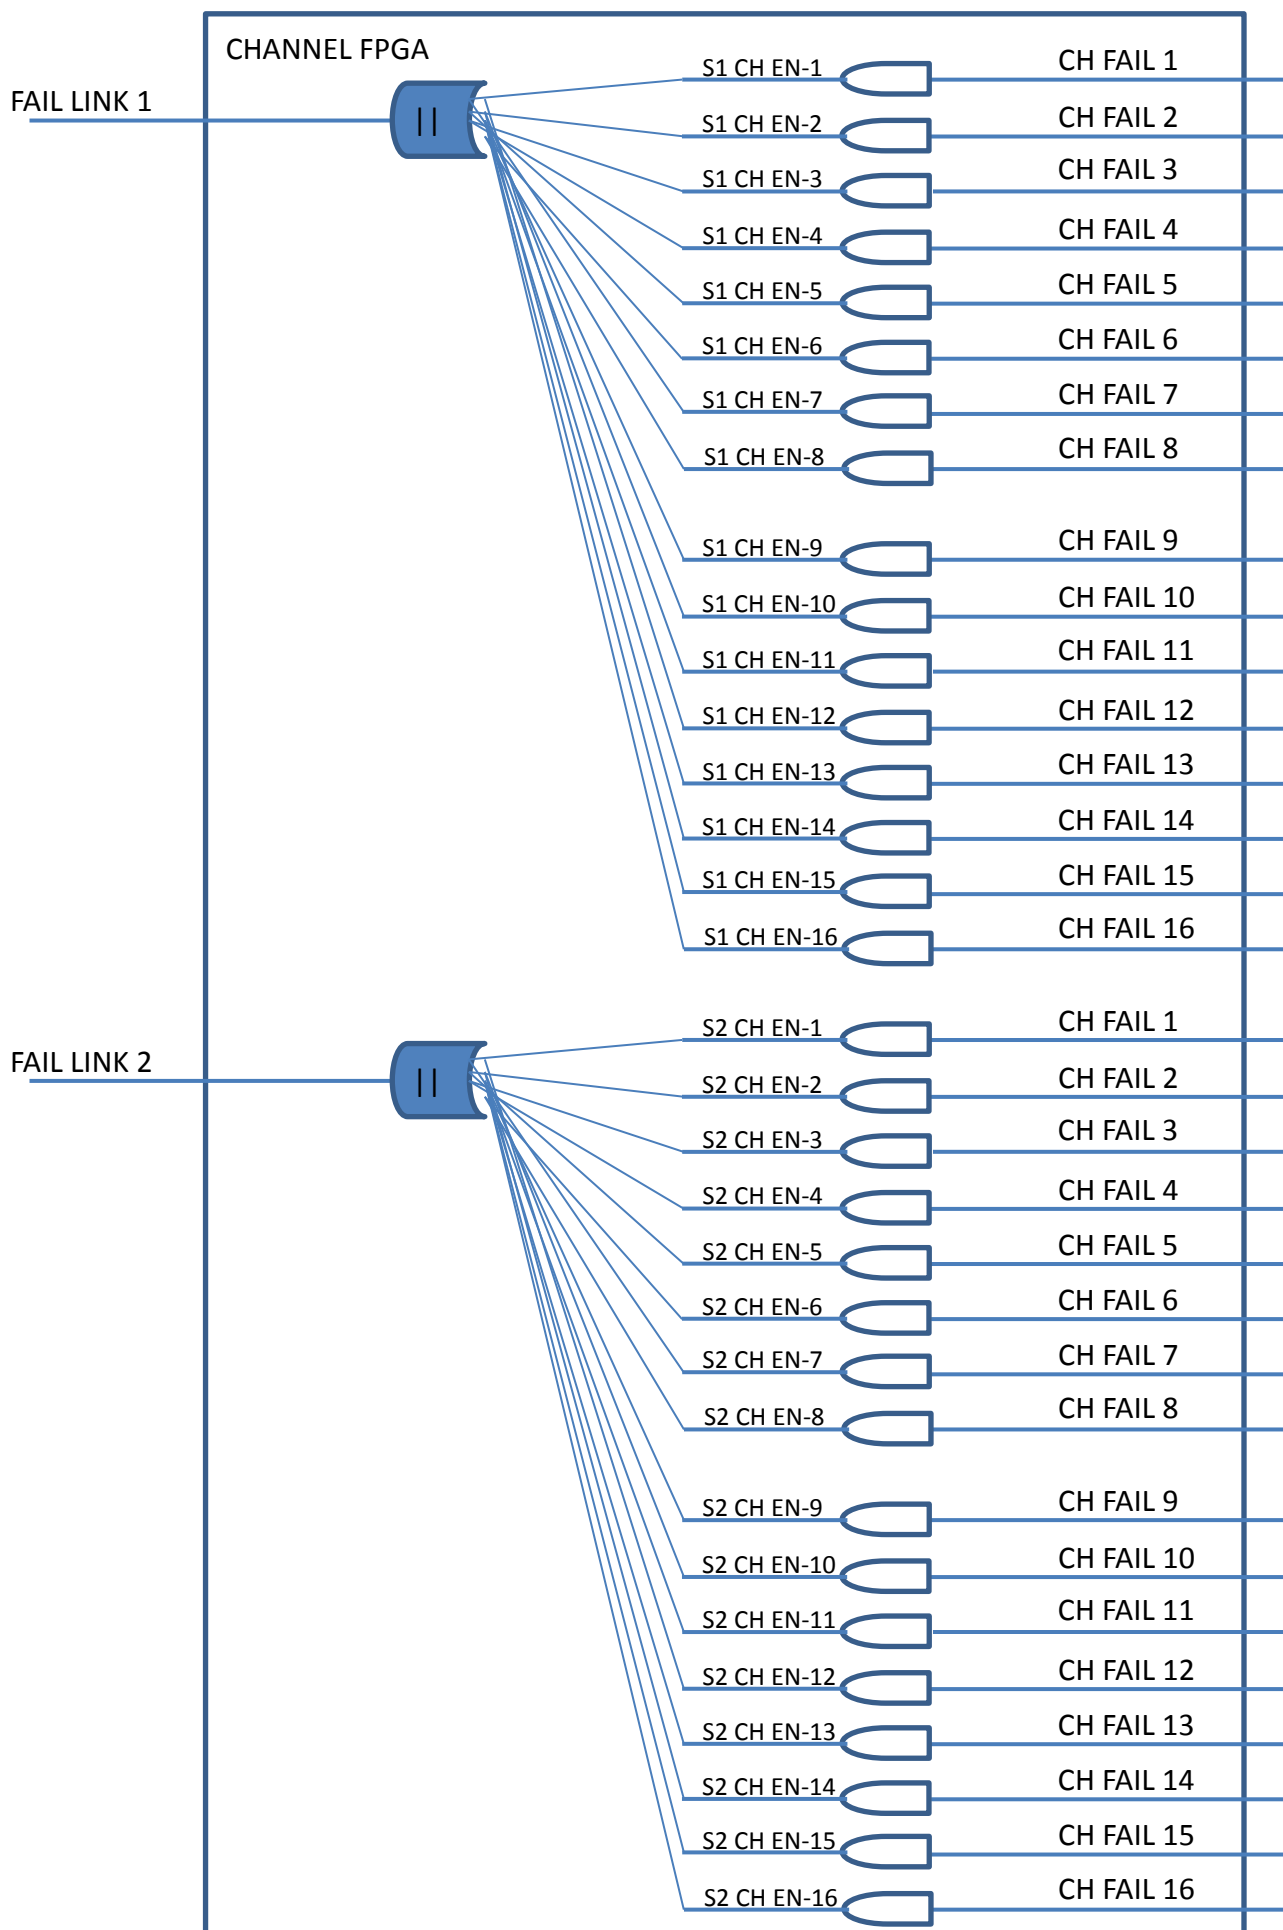 CHANNEL FPGA
FAIL LINK 1
||
S1 CH EN-1 CH FAIL 1
S1 CH EN-2 CH FAIL 2
S1 CH EN-3 CH FAIL 3
S1 CH EN-4 CH FAIL 4
S1 CH EN-5 CH FAIL 5
S1 CH EN-6 CH FAIL 6
S1 CH EN-7 CH FAIL 7
S1 CH EN-8 CH FAIL 8
S1 CH EN-9 CH FAIL 9
S1 CH EN-10 CH FAIL 10
S1 CH EN-11 CH FAIL 11
S1 CH EN-12 CH FAIL 12
S1 CH EN-13 CH FAIL 13
S1 CH EN-14 CH FAIL 14
S1 CH EN-15 CH FAIL 15
S1 CH EN-16 CH FAIL 16
FAIL LINK 2
||
S2 CH EN-1 CH FAIL 1
S2 CH EN-2 CH FAIL 2
S2 CH EN-3 CH FAIL 3
S2 CH EN-4 CH FAIL 4
S2 CH EN-5 CH FAIL 5
S2 CH EN-6 CH FAIL 6
S2 CH EN-7 CH FAIL 7
S2 CH EN-8 CH FAIL 8
S2 CH EN-9 CH FAIL 9
S2 CH EN-10 CH FAIL 10
S2 CH EN-11 CH FAIL 11
S2 CH EN-12 CH FAIL 12
S2 CH EN-13 CH FAIL 13
S2 CH EN-14 CH FAIL 14
S2 CH EN-15 CH FAIL 15
S2 CH EN-16 CH FAIL 16